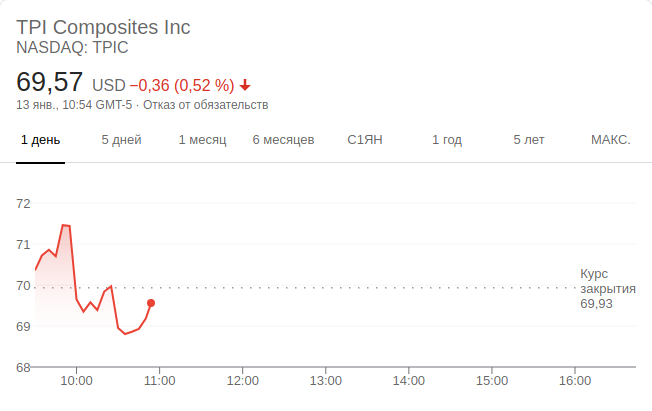 TPI Composites Inc
NASDAQ: TPIC
69,57 USD −0,36 (0,52 %)
13 янв., 10:54 GMT-5 · Отказ от обязательств
1 день 5 дней 1 месяц 6 месяцев С1ЯН 1 год 5 лет МАКС.
72
71
70
69
68
Курс
закрытия
69,93
10:00 11:00 12:00 13:00 14:00 15:00 16:00